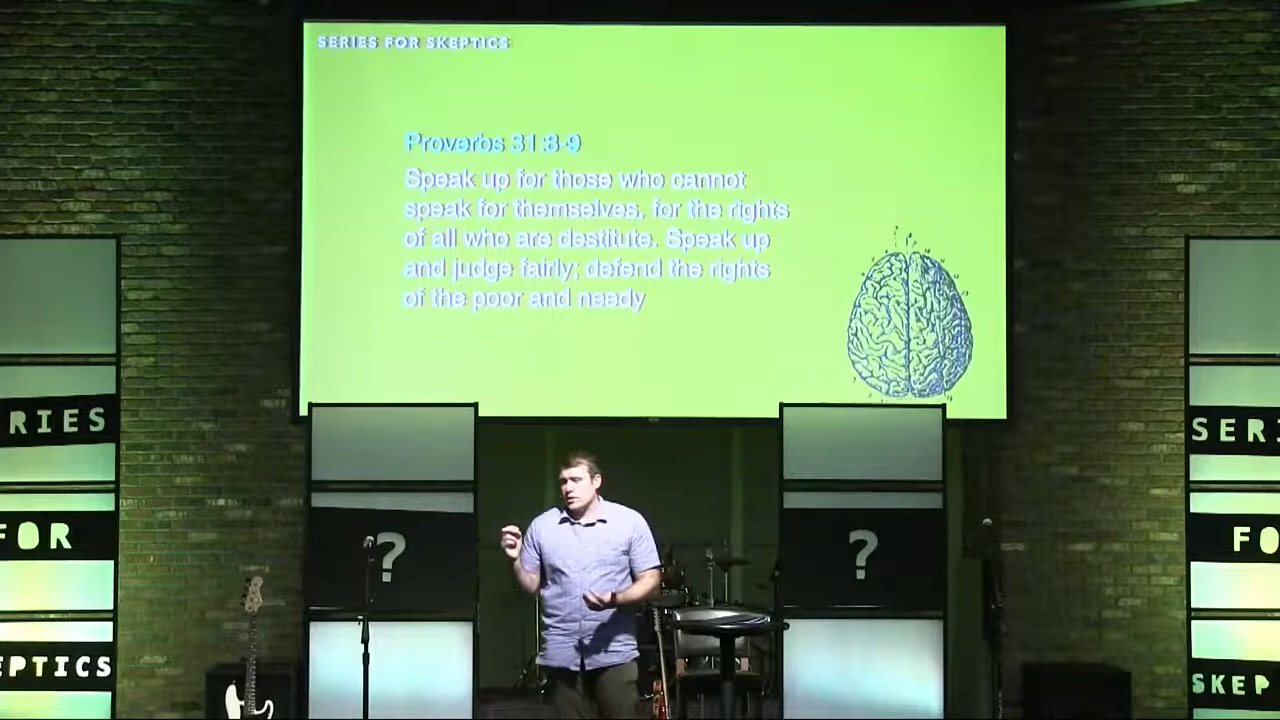 SERIES FOR SKEPTICS
Proverbs 31:8-9
Speak up for those who cannot
speak for themselves, for the rights
of all who are destitute. Speak up
and judge fairly; defend the rights
of the poor and needy
RIES
FOR
EPTICS
?
?
SERI
FO
SKEP